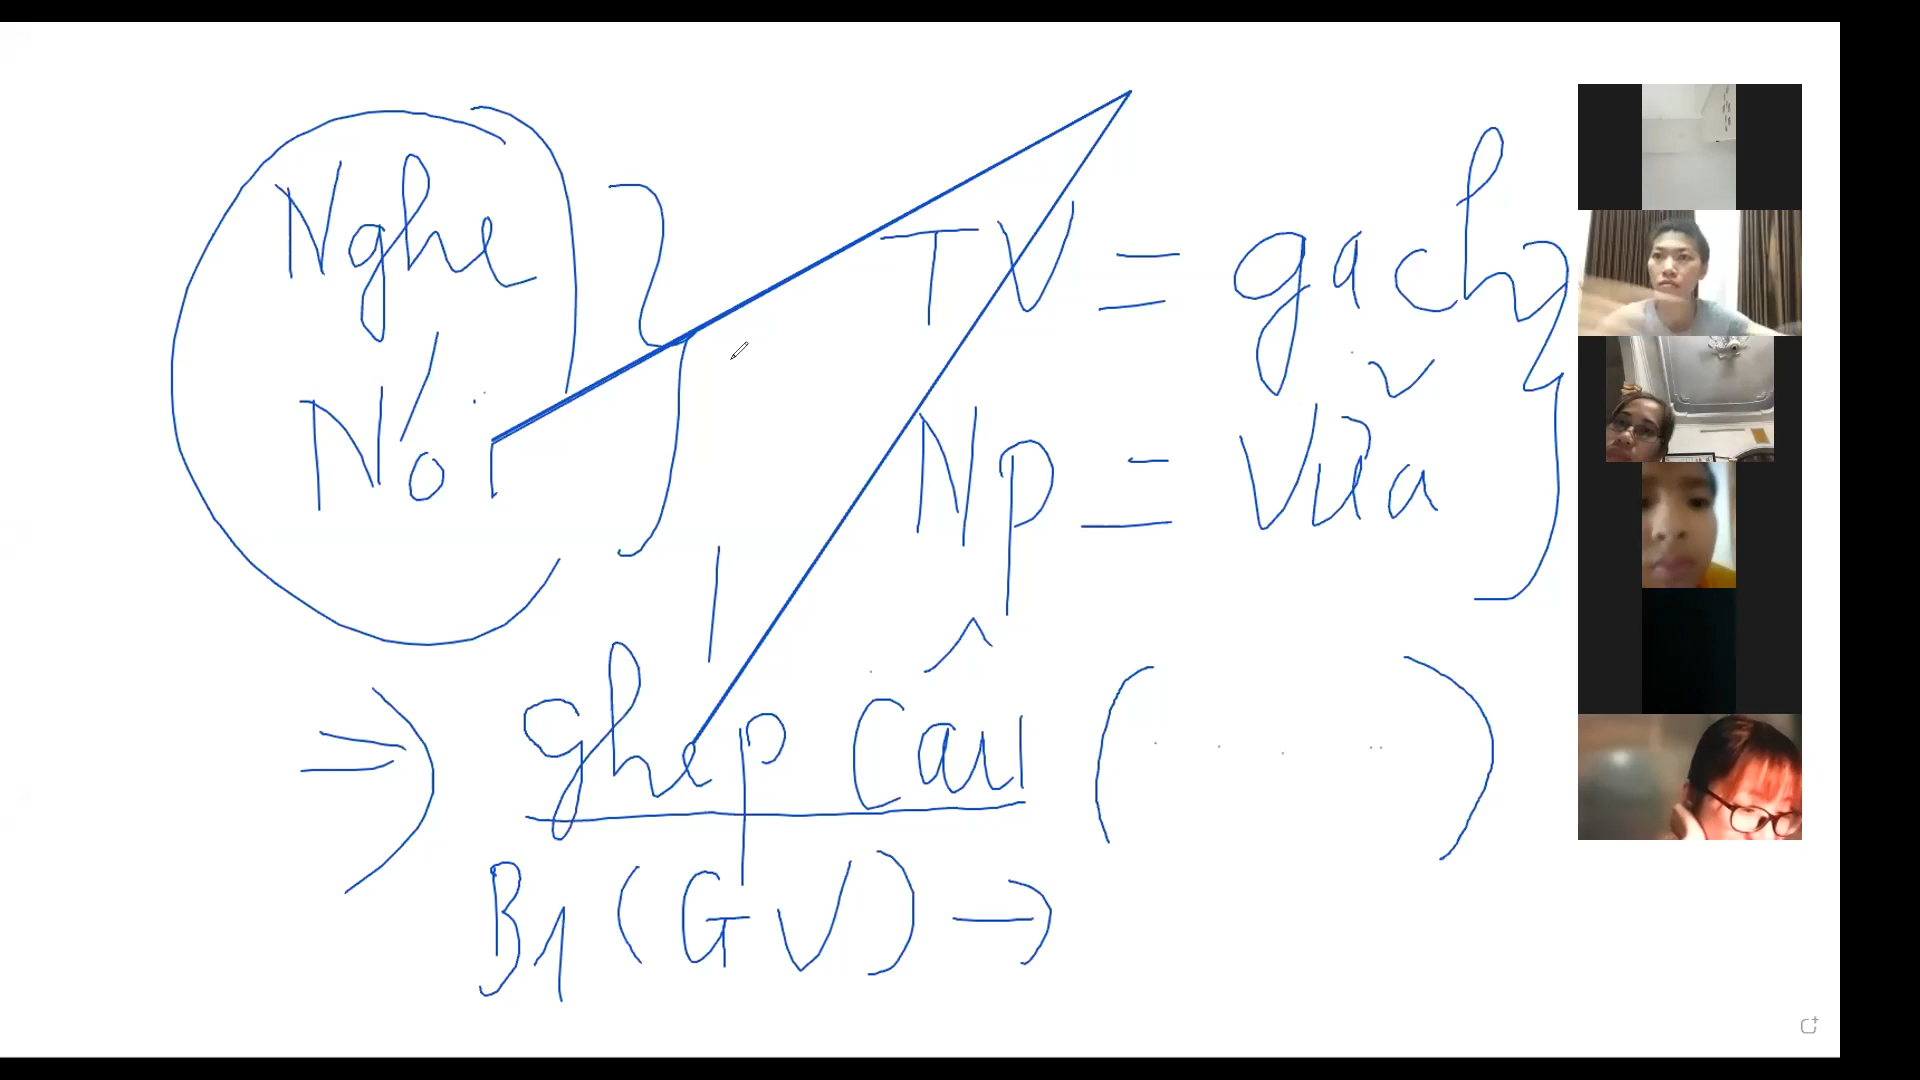 Nghe
TV = gạch
Nói
Np = Vữa
=> ghép Câu ( ..... )
B1 (GV) →